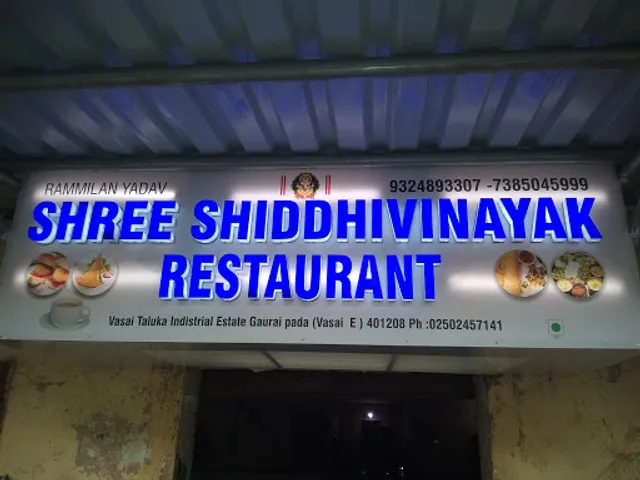 RAMMILAN YADAV
9324893307 -7385045999
SHREE SHIDDHIVINAYAK
RESTAURANT
Vasai Taluka Indistrial Estate Gaurai pada (Vasai E ) 401208 Ph :02502457141